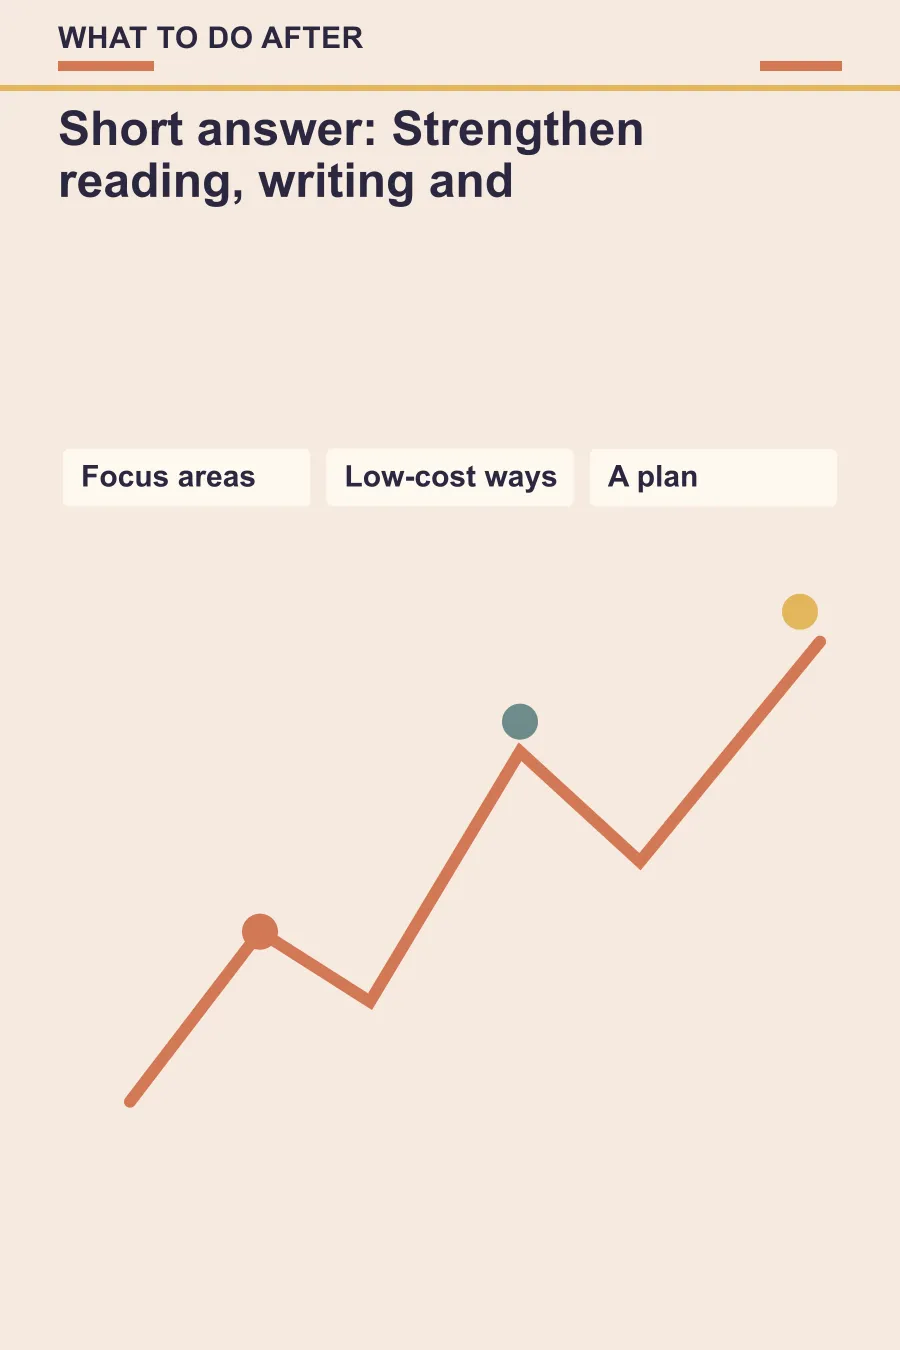 WHAT TO DO AFTER
Short answer: Strengthen
reading, writing and
Focus areas
Low-cost ways
A plan